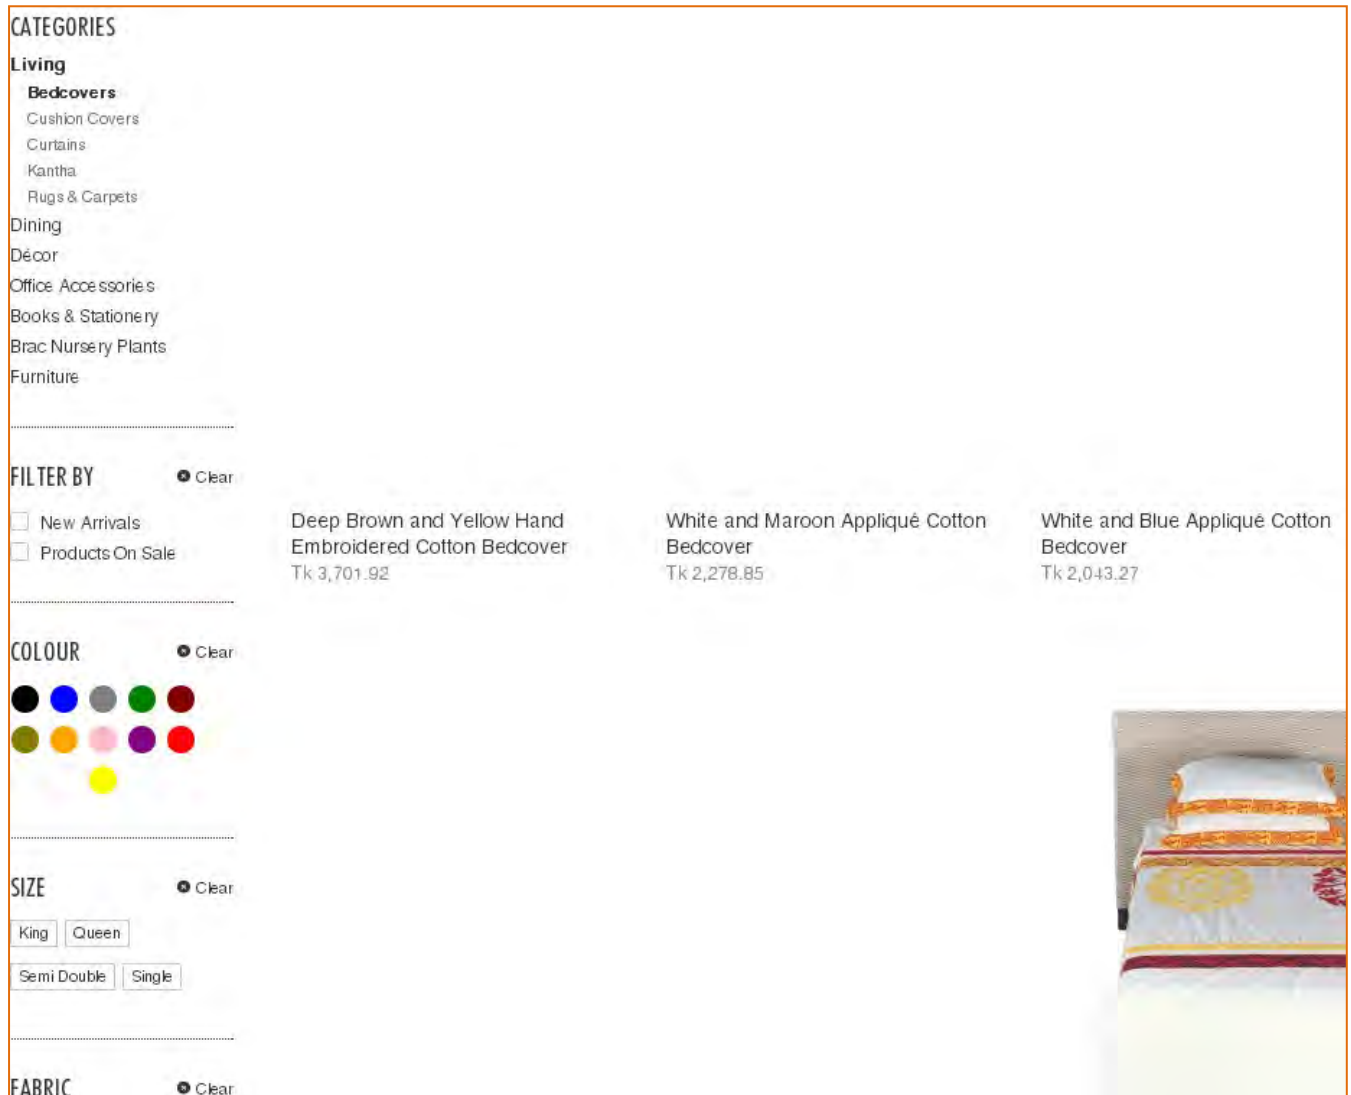 CATEGORIES
Living
Bedcovers
Cushion Covers
Curtains
Kantha
Rugs & Carpets
Dining
Décor
Office Accessories
Books & Stationery
Brac Nursery Plants
Furniture
FILTER BY
Clear
New Arrivals
Products On Sale
COLOUR
Clear
SIZE
Clear
King
Queen
Semi Double
Single
FABRIC
Clear
Deep Brown and Yellow Hand
Embroidered Cotton Bedcover
Tk 3,701.92
White and Maroon Appliqué Cotton
Bedcover
Tk 2,278.85
White and Blue Appliqué Cotton
Bedcover
Tk 2,043.27